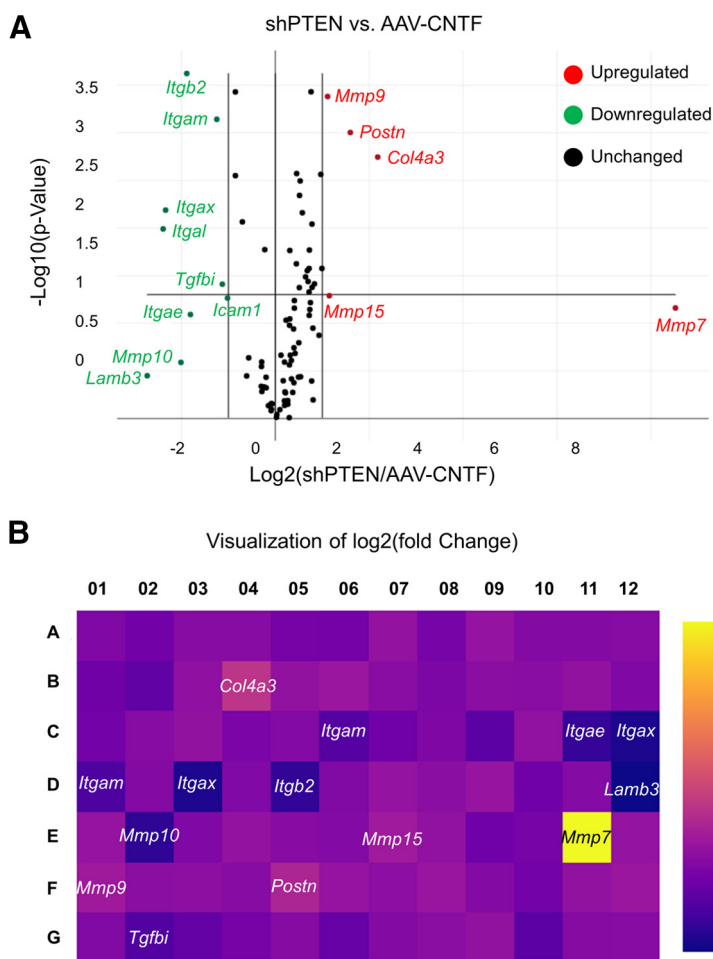 A
shPTEN vs. AAV-CNTF
Upregulated
Downregulated
Unchanged
-Log10(p-Value)
3.5
3
2.5
2
1.5
1
0.5
0
Itgb2
Itgam
Itgax
Itgal
Tgfbi
Icam1
Itgae
Mmp10
Lamb3
Mmp9
Postn
Col4a3
Mmp15
Mmp7
-2
0
2
4
6
8
Log2(shPTEN/AAV-CNTF)
B
Visualization of log2(fold Change)
01 02 03 04 05 06 07 08 09 10 11 12
A
B Col4a3
C Itgam Itgae Itgax
D Itgam Itgax Itgb2 Lamb3
E Mmp10 Mmp15 Mmp7
F Mmp9 Postn
G Tgfbi